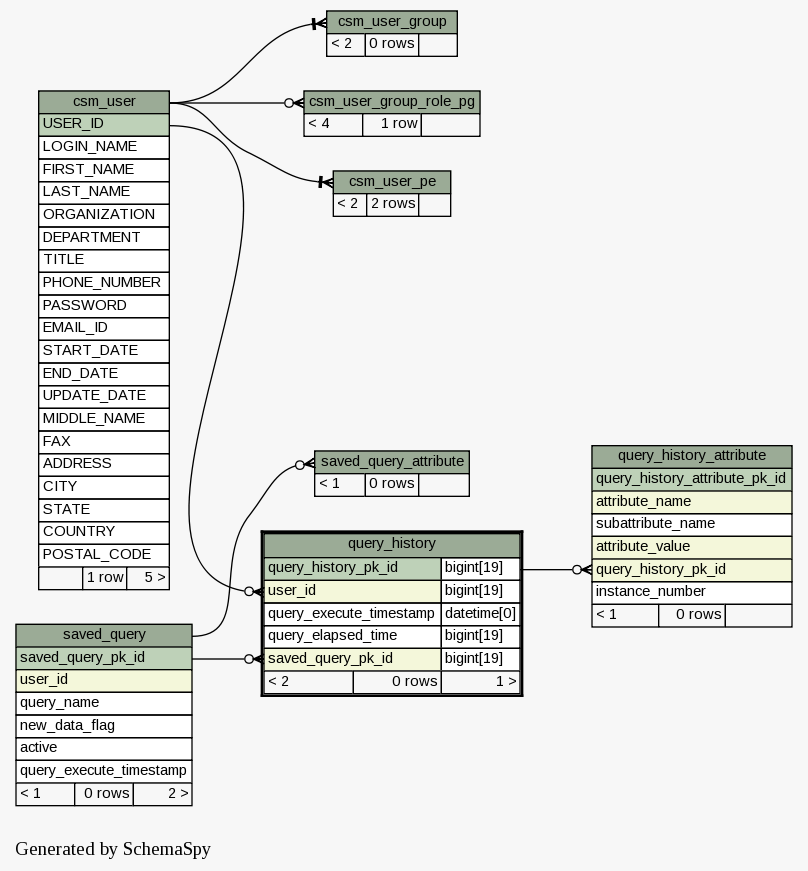 csm_user_group
< 2 0 rows
csm_user
USER_ID
LOGIN_NAME
FIRST_NAME
LAST_NAME
ORGANIZATION
DEPARTMENT
TITLE
PHONE_NUMBER
PASSWORD
EMAIL_ID
START_DATE
END_DATE
UPDATE_DATE
MIDDLE_NAME
FAX
ADDRESS
CITY
STATE
COUNTRY
POSTAL_CODE
1 row 5 >
csm_user_group_role_pg
< 4 1 row
csm_user_pe
< 2 2 rows
saved_query_attribute
< 1 0 rows
query_history_attribute
query_history_attribute_pk_id
attribute_name
subattribute_name
attribute_value
query_history_pk_id
instance_number
< 1 0 rows
query_history
query_history_pk_id bigint[19]
user_id bigint[19]
query_execute_timestamp datetime[0]
query_elapsed_time bigint[19]
saved_query_pk_id bigint[19]
< 2 0 rows 1 >
saved_query
saved_query_pk_id
user_id
query_name
new_data_flag
active
query_execute_timestamp
< 1 0 rows 2 >
Generated by SchemaSpy